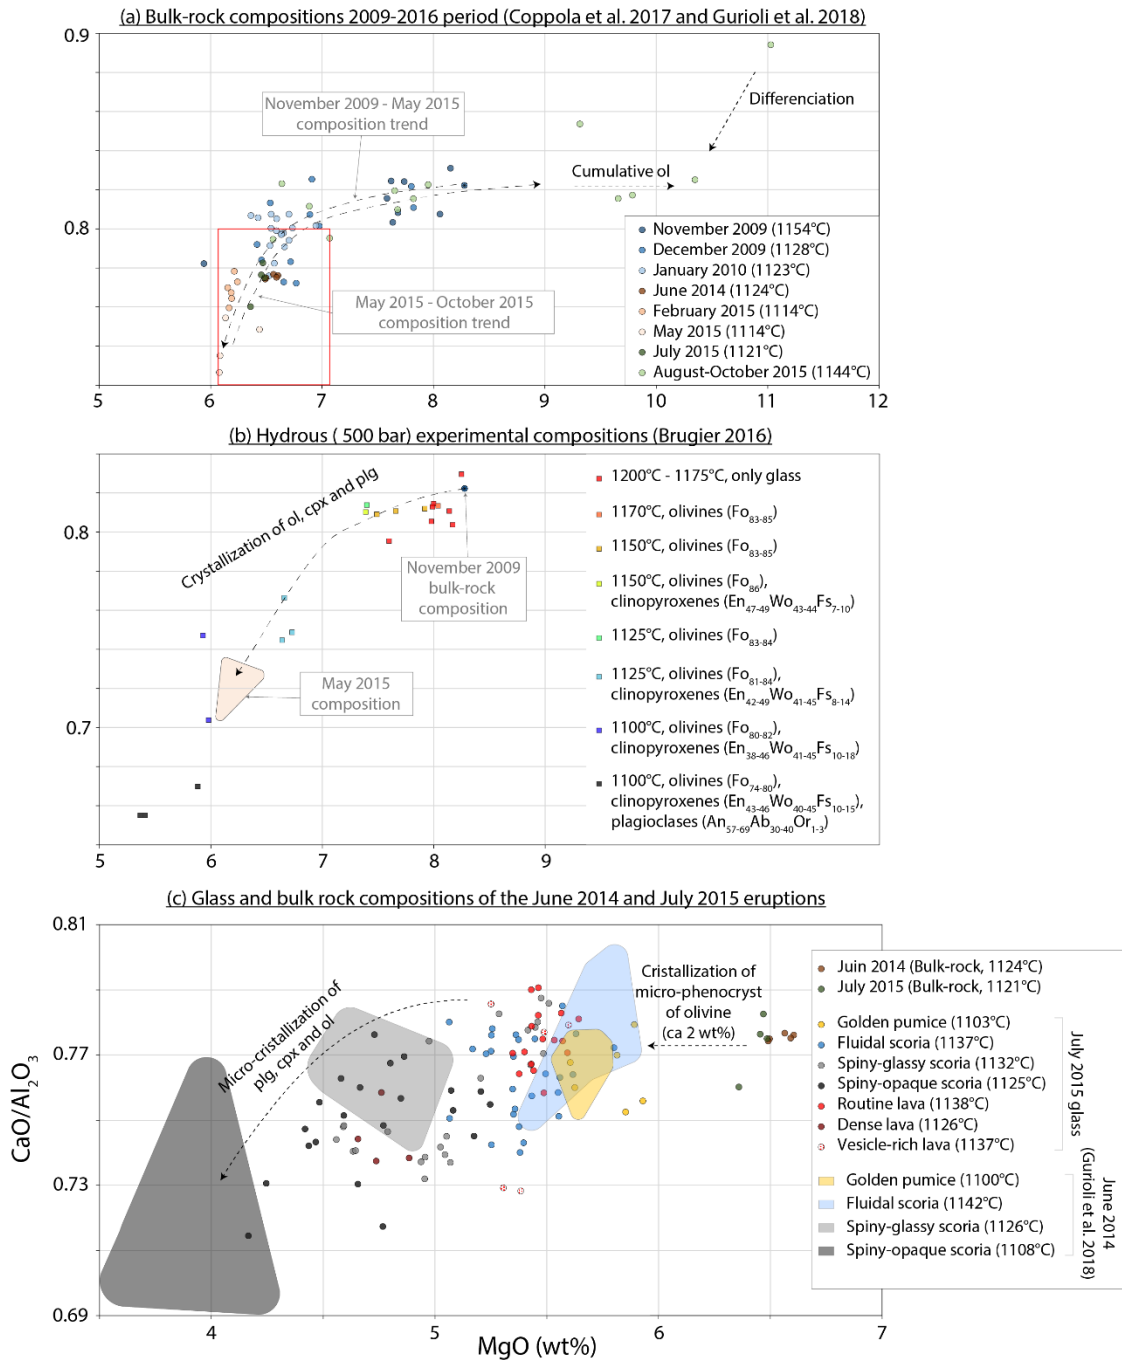 (a) Bulk-rock compositions 2009-2016 period (Coppola et al. 2017 and Gurioli et al. 2018)
0.9
0.8
November 2009 - May 2015
composition trend
Differenciation
Cumulative ol
May 2015 - October 2015
composition trend
November 2009 (1154°C)
December 2009 (1128°C)
January 2010 (1123°C)
June 2014 (1124°C)
February 2015 (1114°C)
May 2015 (1114°C)
July 2015 (1121°C)
August-October 2015 (1144°C)
5 6 7 8 9 10 11 12
(b) Hydrous ( 500 bar) experimental compositions (Brugier 2016)
0.8
0.7
Crystallization of ol, cpx and plg
November 2009
bulk-rock
composition
May 2015
composition
1200°C - 1175°C, only glass
1170°C, olivines (Fo83-85)
1150°C, olivines (Fo83-85)
1150°C, olivines (Fo86),
clinopyroxenes (En47-49Wo43-44Fs7-10)
1125°C, olivines (Fo83-84)
1125°C, olivines (Fo81-84),
clinopyroxenes (En42-49Wo41-45Fs8-14)
1100°C, olivines (Fo80-82),
clinopyroxenes (En38-46Wo41-45Fs10-18)
1100°C, olivines (Fo74-80),
clinopyroxenes (En43-46Wo40-45Fs10-15),
plagioclases (An57-69Ab30-40Or1-3)
5 6 7 8 9
(c) Glass and bulk rock compositions of the June 2014 and July 2015 eruptions
0.81
0.77
0.73
0.69
CaO/Al2O3
Micro-cristallization of
plg, cpx and ol
Cristallization of
micro-phenocryst
of olivine
(ca 2 wt%)
Juin 2014 (Bulk-rock, 1124°C)
July 2015 (Bulk-rock, 1121°C)
Golden pumice (1103°C)
Fluidal scoria (1137°C)
Spiny-glassy scoria (1132°C)
Spiny-opaque scoria (1125°C)
Routine lava (1138°C)
Dense lava (1126°C)
Vesicle-rich lava (1137°C)
July 2015 glass
Golden pumice (1100°C)
Fluidal scoria (1142°C)
Spiny-glassy scoria (1126°C)
Spiny-opaque scoria (1108°C)
June 2014
(Gurioli et al. 2018)
4 5 6 7
MgO (wt%)